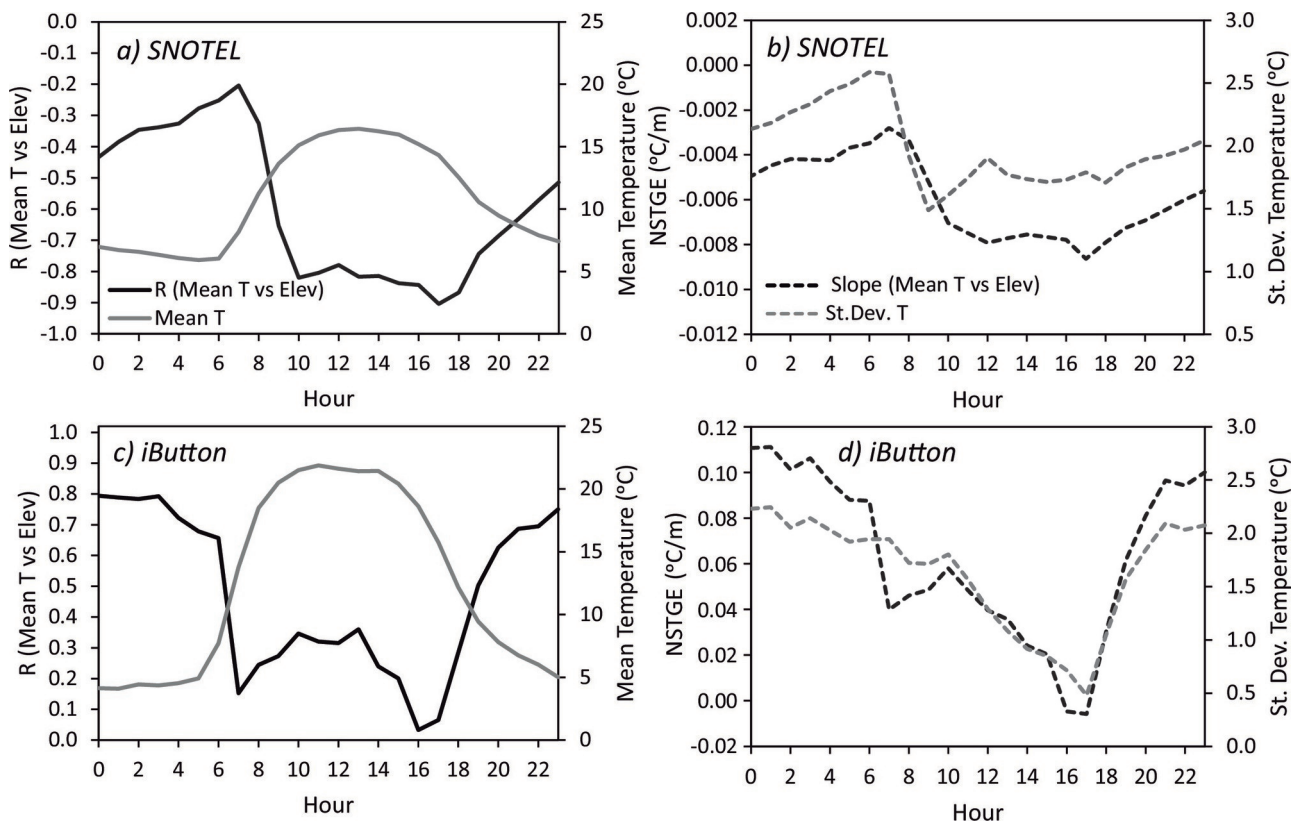 a) SNOTEL
R (Mean T vs Elev)
0.0
-0.1
-0.2
-0.3
-0.4
-0.5
-0.6
-0.7
-0.8
-0.9
-1.0
25
20
15
10
5
0
Mean Temperature (°C)
R (Mean T vs Elev)
Mean T
0 2 4 6 8 10 12 14 16 18 20 22
Hour
b) SNOTEL
NSTGE (°C/m)
0.002
0.000
-0.002
-0.004
-0.006
-0.008
-0.010
-0.012
3.0
2.5
2.0
1.5
1.0
0.5
St. Dev. Temperature (°C)
Slope (Mean T vs Elev)
St.Dev. T
0 2 4 6 8 10 12 14 16 18 20 22
Hour
c) iButton
R (Mean T vs Elev)
1.0
0.9
0.8
0.7
0.6
0.5
0.4
0.3
0.2
0.1
0.0
25
20
15
10
5
0
Mean Temperature (°C)
0 2 4 6 8 10 12 14 16 18 20 22
Hour
d) iButton
NSTGE (°C/m)
0.12
0.10
0.08
0.06
0.04
0.02
0.00
-0.02
3.0
2.5
2.0
1.5
1.0
0.5
0.0
St. Dev. Temperature (°C)
0 2 4 6 8 10 12 14 16 18 20 22
Hour